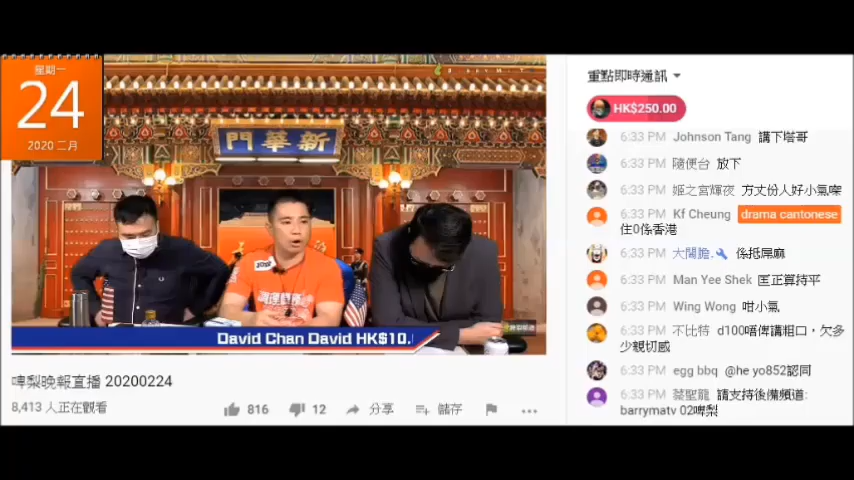 星期一
24
2020 二月
新華門
David Chan David HK$10.
啤梨晚報直播 20200224
8,413 人正在觀看
816
12
分享
儲存
重點即時通訊
HK$250.00
6:33 PM Johnson Tang 講下塔哥
6:33 PM 隨便台 放下
6:33 PM 姬之宮輝夜 方丈份人好小氣㗎
6:33 PM Kf Cheung drama cantonese
住0係香港
6:33 PM 大鬧膽. 係抵屌麻
6:33 PM Man Yee Shek 匡正算持平
6:33 PM Wing Wong 咁小氣
6:33 PM 不比特 d100唔俾講粗口，欠多
少親切感
6:33 PM egg bbq @he yo852認同
6:33 PM 蔡聖龍 請支持後備頻道:
barrymatv 02啤梨